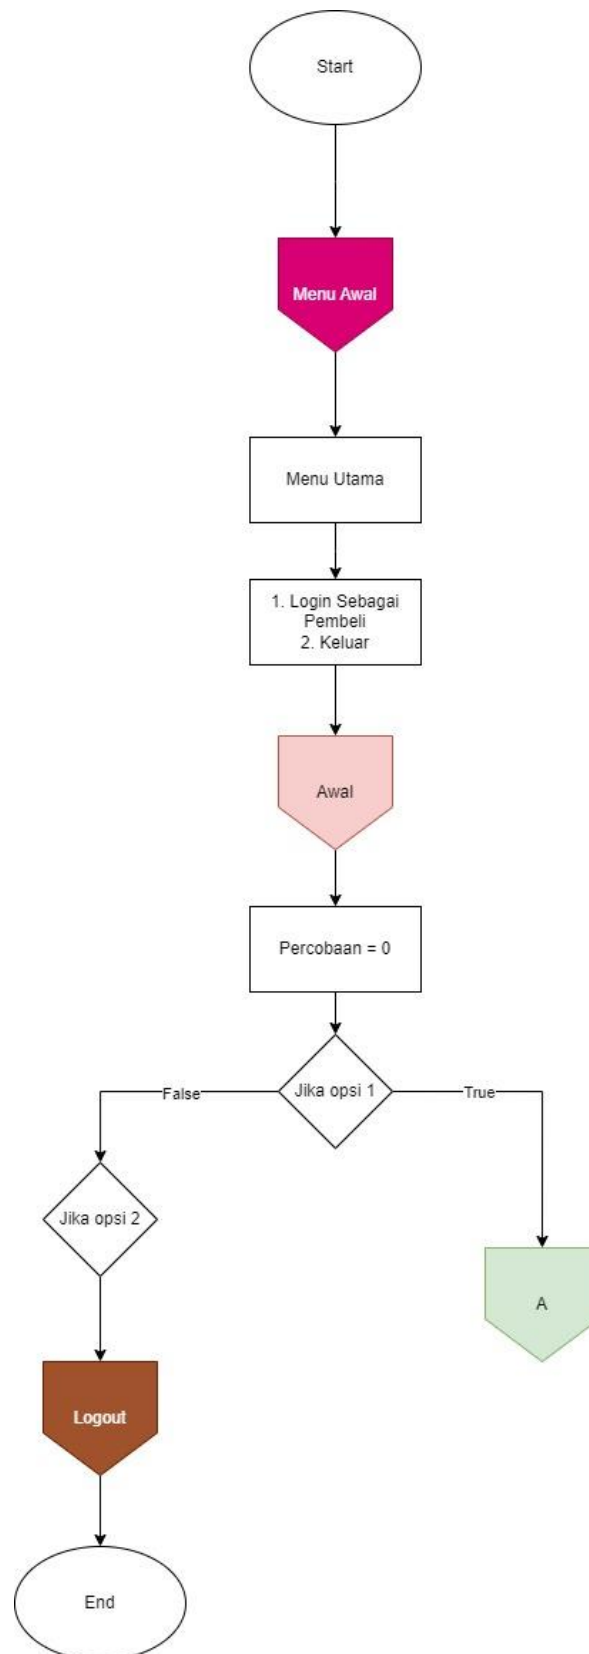 Start
Menu Awal
Menu Utama
1. Login Sebagai
Pembeli
2. Keluar
Awal
Percobaan = 0
Jika opsi 1
False
True
Jika opsi 2
A
Logout
End